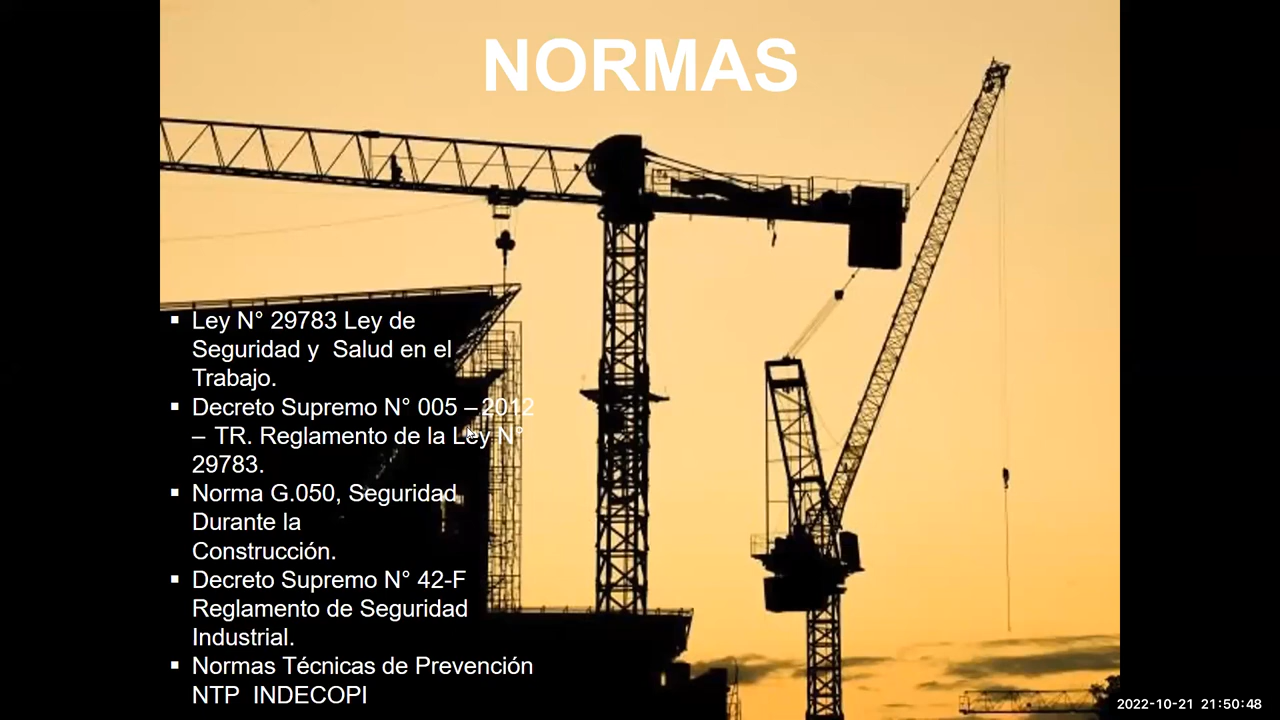 NORMAS
▪ Ley N° 29783 Ley de
Seguridad y Salud en el
Trabajo.
▪ Decreto Supremo N° 005 – 2012
– TR. Reglamento de la Ley N°
29783.
▪ Norma G.050, Seguridad
Durante la
Construcción.
▪ Decreto Supremo N° 42-F
Reglamento de Seguridad
Industrial.
▪ Normas Técnicas de Prevención
NTP INDECOPI
2022-10-21 21:50:48